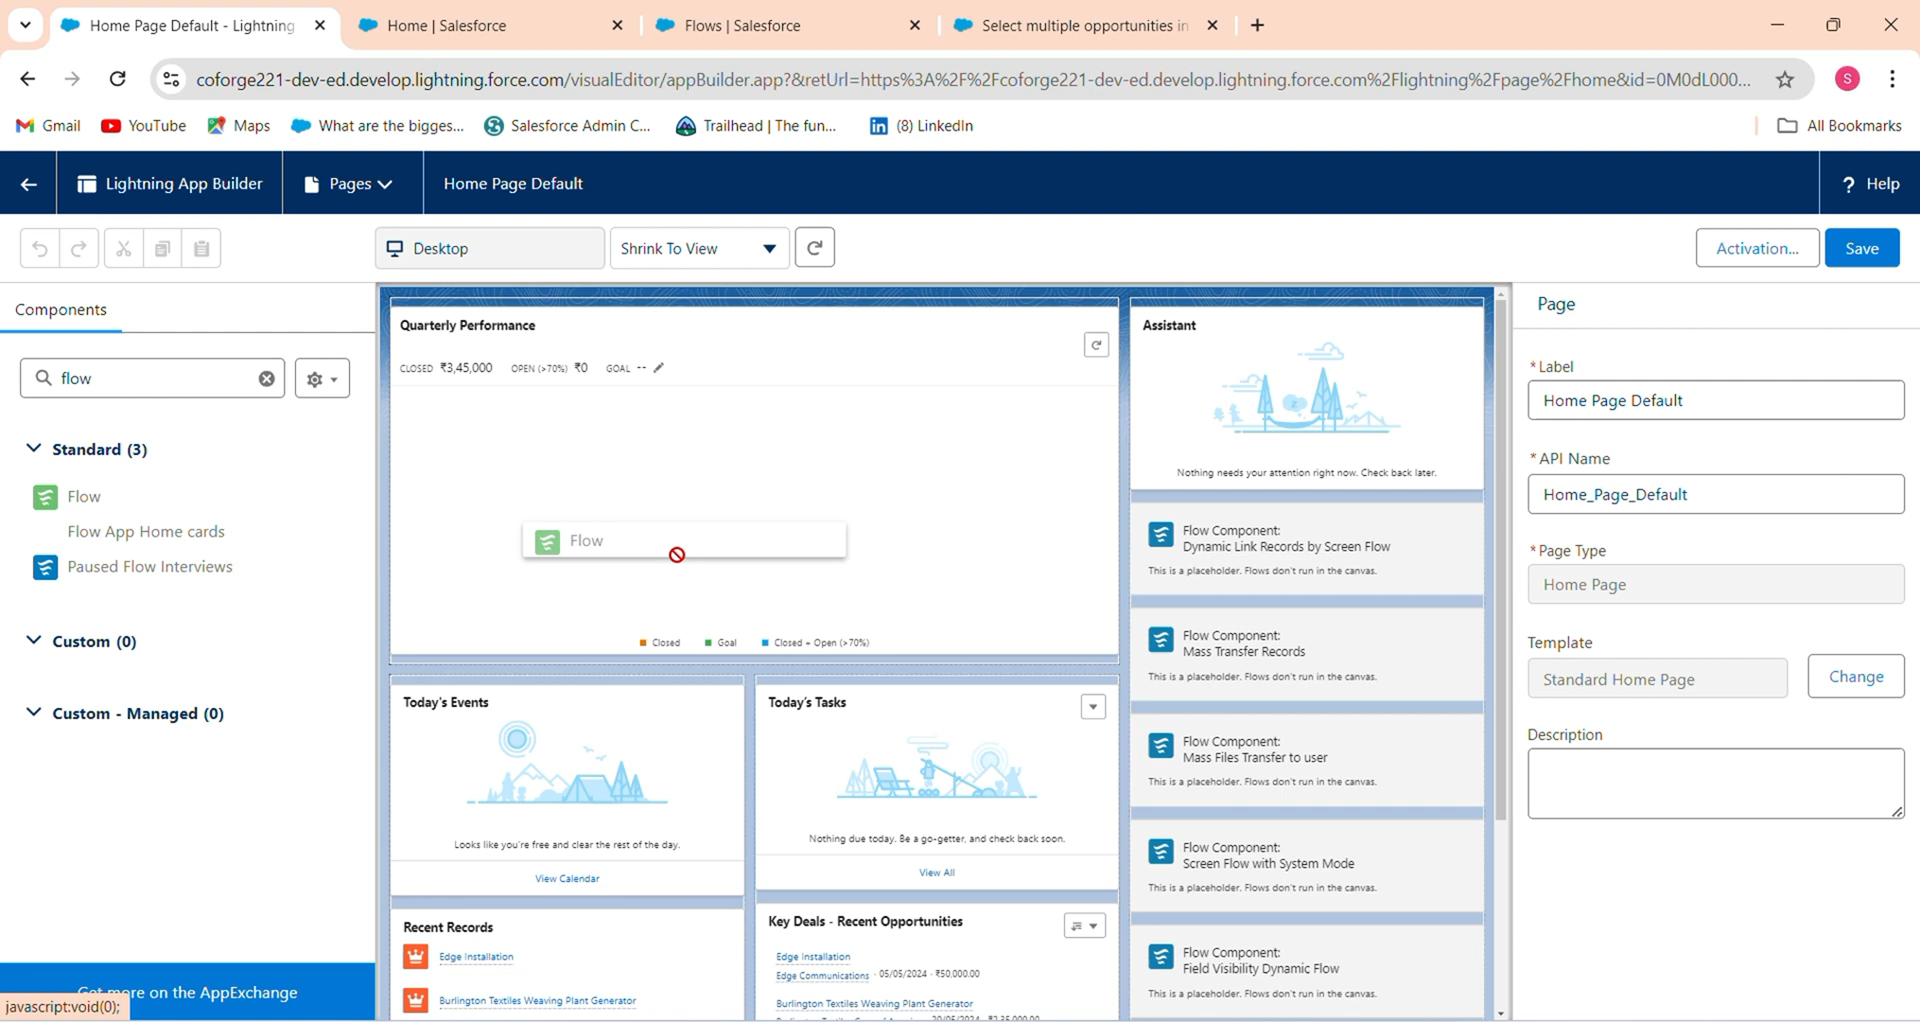 Home Page Default - Lightning
Home | Salesforce
Flows | Salesforce
Select multiple opportunities in
coforge221-dev-ed.develop.lightning.force.com/visualEditor/appBuilder.app?&retUrl=https%3A%2F%2Fcoforge221-dev-ed.develop.lightning.force.com%2Flightning%2Fpage%2Fhome&id=0M0dL000...
S
Gmail
YouTube
Maps
What are the bigges...
Salesforce Admin C...
Trailhead | The fun...
(8) LinkedIn
All Bookmarks
Lightning App Builder
Pages
Home Page Default
? Help
Desktop
Shrink To View
Activation...
Save
Components
flow
Standard (3)
Flow
Flow App Home cards
Paused Flow Interviews
Custom (0)
Custom - Managed (0)
Get more on the AppExchange
javascript:void(0);
Quarterly Performance
CLOSED ₹3,45,000 OPEN (>70%) ₹0 GOAL --
Flow
Closed Goal Closed + Open (>70%)
Today's Events
Looks like you're free and clear the rest of the day.
View Calendar
Today's Tasks
Nothing due today. Be a go-getter, and check back soon.
View All
Recent Records
Edge Installation
Burlington Textiles Weaving Plant Generator
Key Deals - Recent Opportunities
Edge Installation
Edge Communications · 05/05/2024 · ₹50,000.00
Burlington Textiles Weaving Plant Generator
Assistant
Nothing needs your attention right now. Check back later.
Flow Component:
Dynamic Link Records by Screen Flow
This is a placeholder. Flows don't run in the canvas.
Flow Component:
Mass Transfer Records
This is a placeholder. Flows don't run in the canvas.
Flow Component:
Mass Files Transfer to user
This is a placeholder. Flows don't run in the canvas.
Flow Component:
Screen Flow with System Mode
This is a placeholder. Flows don't run in the canvas.
Flow Component:
Field Visibility Dynamic Flow
This is a placeholder. Flows don't run in the canvas.
Page
*Label
Home Page Default
*API Name
Home_Page_Default
*Page Type
Home Page
Template
Standard Home Page
Change
Description